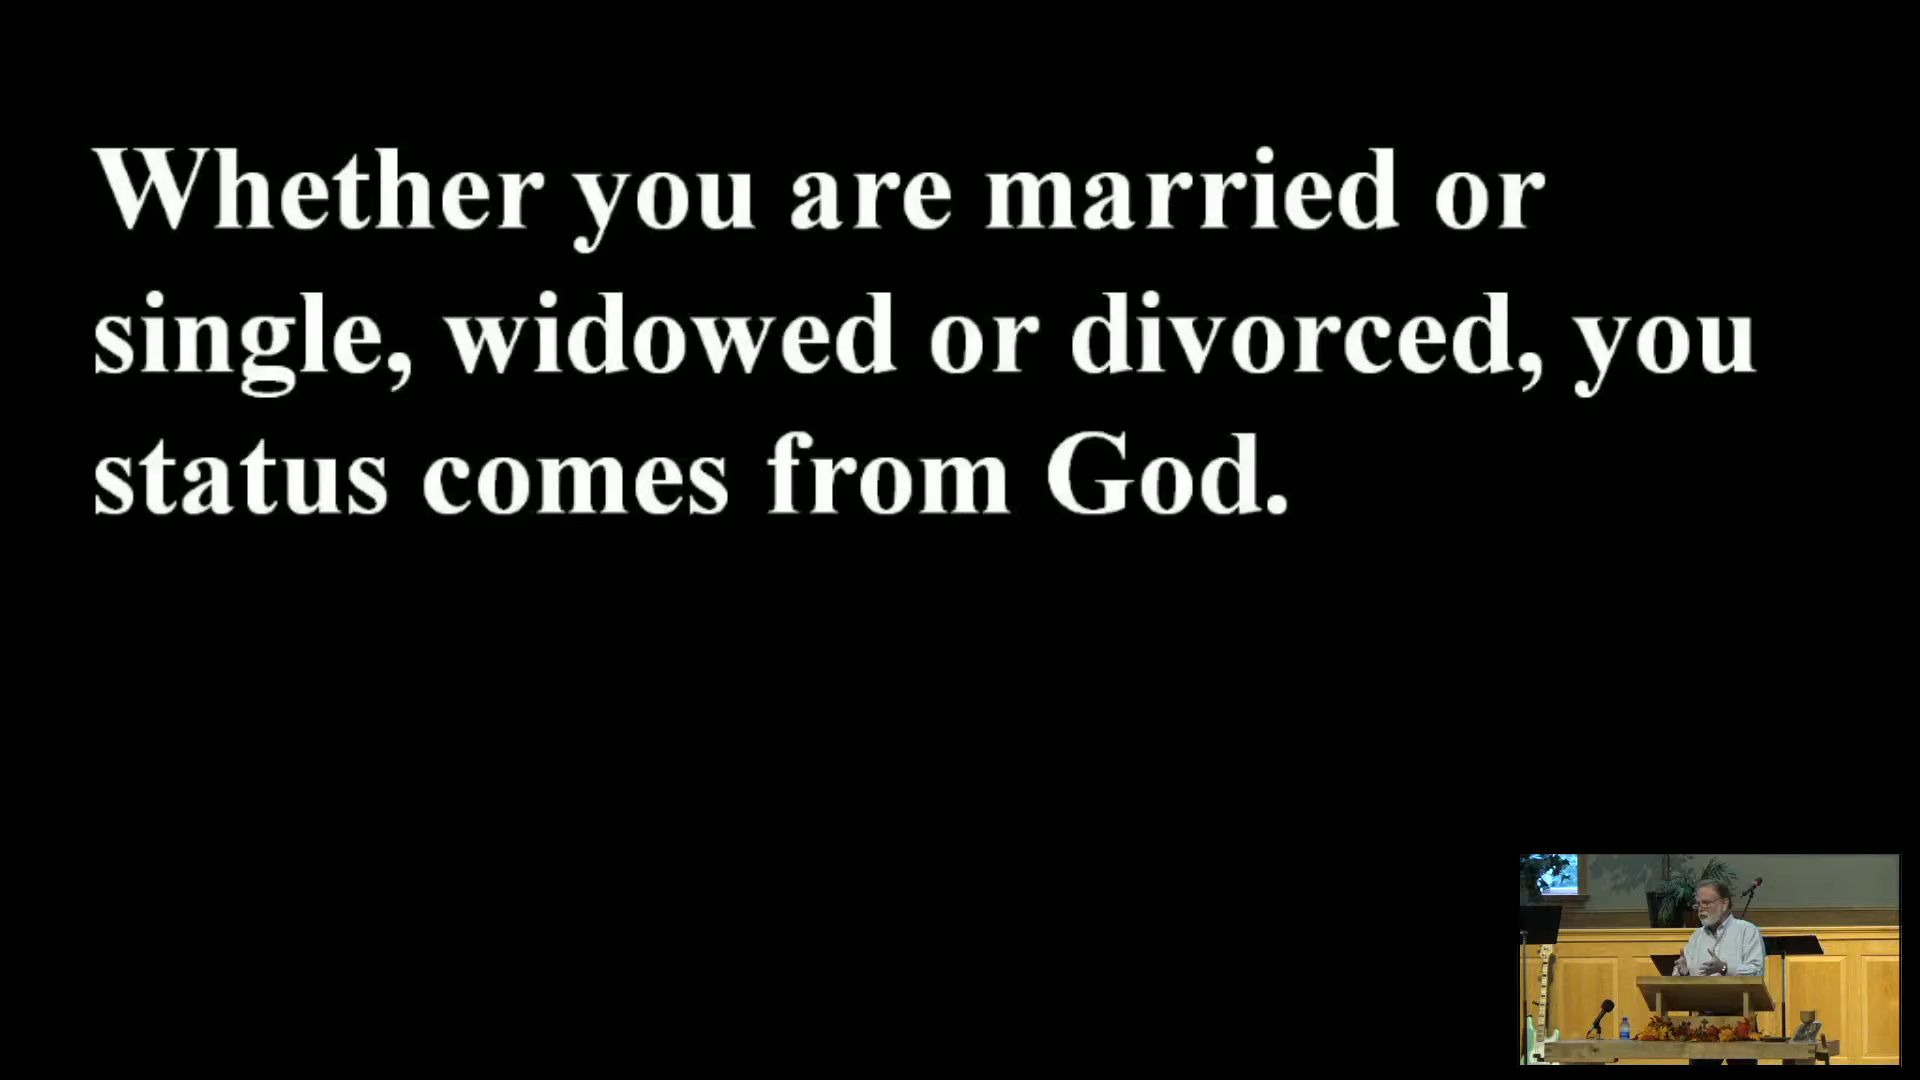 Whether you are married or
single, widowed or divorced, you
status comes from God.